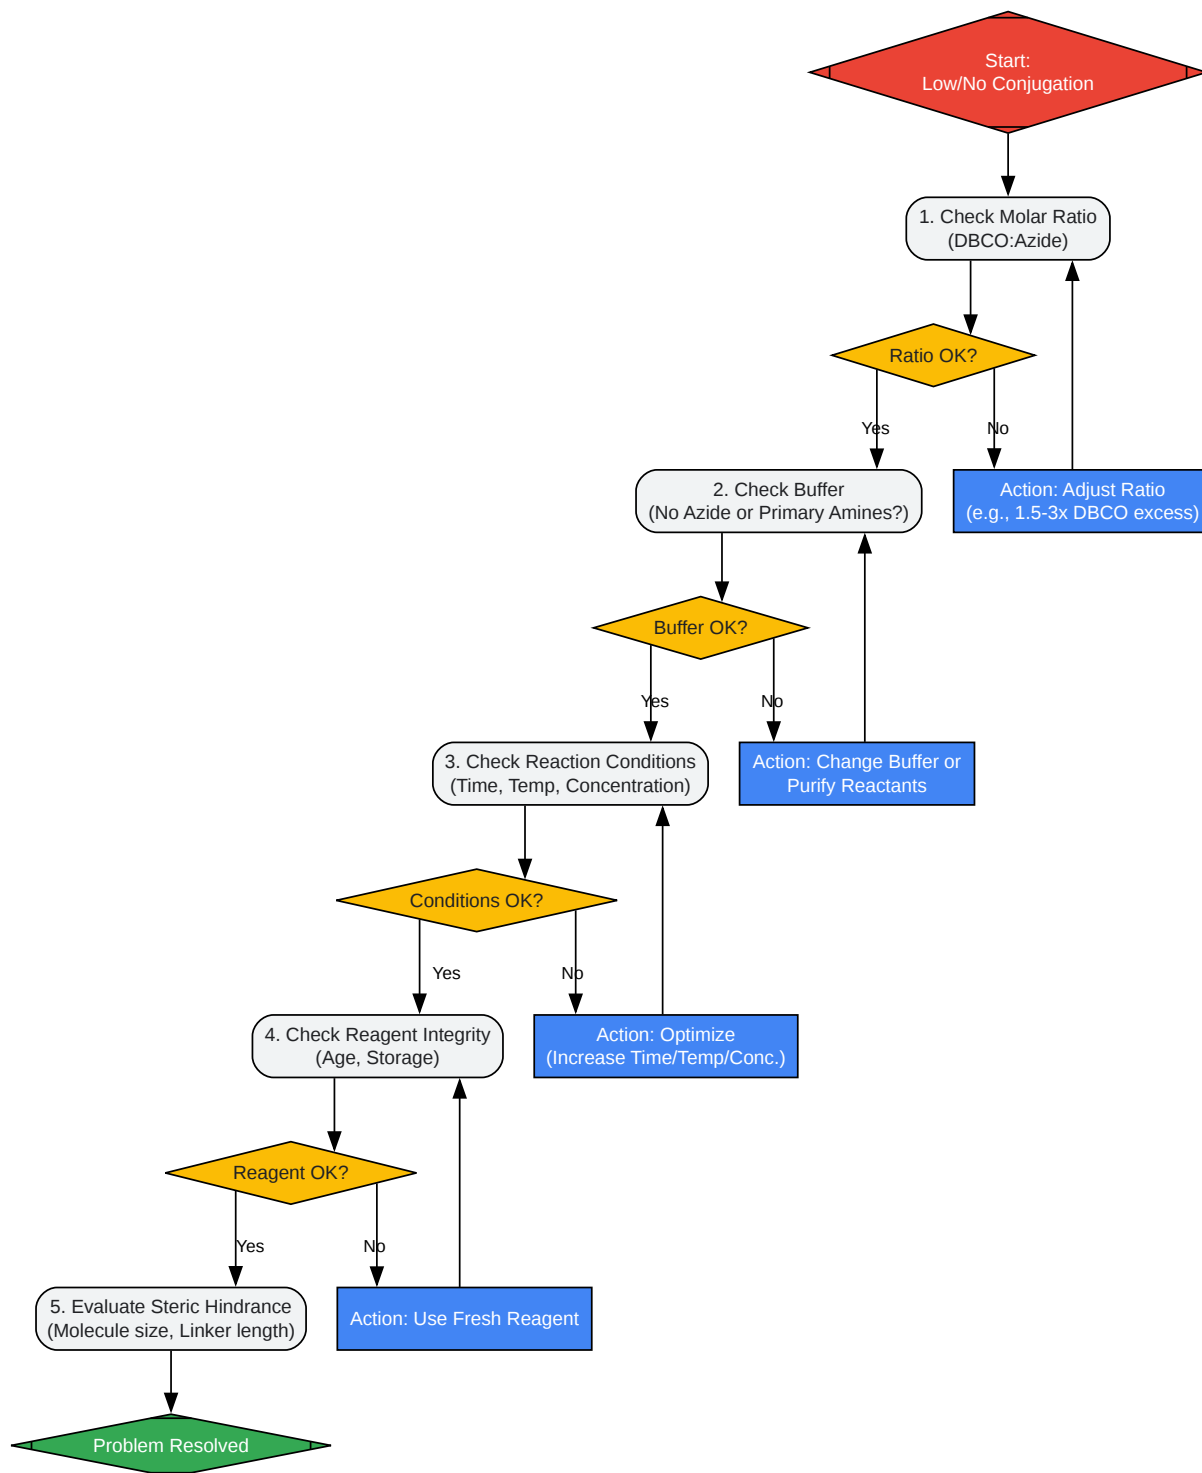 Start:
Low/No Conjugation
1. Check Molar Ratio
(DBCO:Azide)
Ratio OK?
Yes
No
2. Check Buffer
(No Azide or Primary Amines?)
Action: Adjust Ratio
(e.g., 1.5-3x DBCO excess)
Buffer OK?
Yes
No
3. Check Reaction Conditions
(Time, Temp, Concentration)
Action: Change Buffer or
Purify Reactants
Conditions OK?
Yes
No
4. Check Reagent Integrity
(Age, Storage)
Action: Optimize
(Increase Time/Temp/Conc.)
Reagent OK?
Yes
No
5. Evaluate Steric Hindrance
(Molecule size, Linker length)
Action: Use Fresh Reagent
Problem Resolved